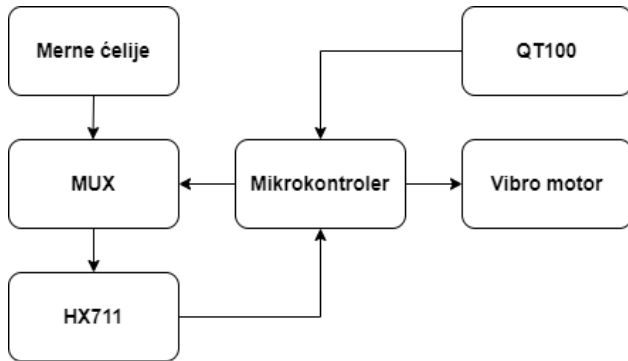 Merne ćelije
QT100
MUX
Mikrokontroler
Vibro motor
HX711